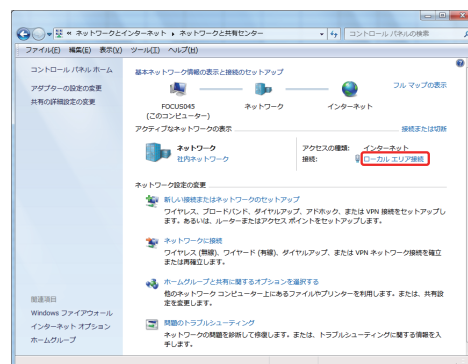 « ネットワークとインターネット ▸ ネットワークと共有センター
コントロール パネルの検索
ファイル(F) 編集(E) 表示(V) ツール(T) ヘルプ(H)
コントロール パネル ホーム
アダプターの設定の変更
共有の詳細設定の変更
基本ネットワーク情報の表示と接続のセットアップ
フル マップの表示
FOCUS045 ネットワーク インターネット
(このコンピューター)
アクティブなネットワークの表示 接続または切断
ネットワーク
社内ネットワーク
アクセスの種類: インターネット
接続: ローカル エリア接続
ネットワーク設定の変更
新しい接続またはネットワークのセットアップ
ワイヤレス、ブロードバンド、ダイヤルアップ、アドホック、または VPN 接続をセットアップし
ます。あるいは、ルーターまたはアクセス ポイントをセットアップします。
ネットワークに接続
ワイヤレス (無線)、ワイヤード (有線)、ダイヤルアップ、または VPN ネットワーク接続を確立
または再確立します。
ホームグループと共有に関するオプションを選択する
他のネットワーク コンピューター上にあるファイルやプリンターを利用します。または、共有設
定を変更します。
問題のトラブルシューティング
ネットワークの問題を診断して修復します。または、トラブルシューティングに関する情報を入
手します。
関連項目
Windows ファイアウォール
インターネット オプション
ホームグループ